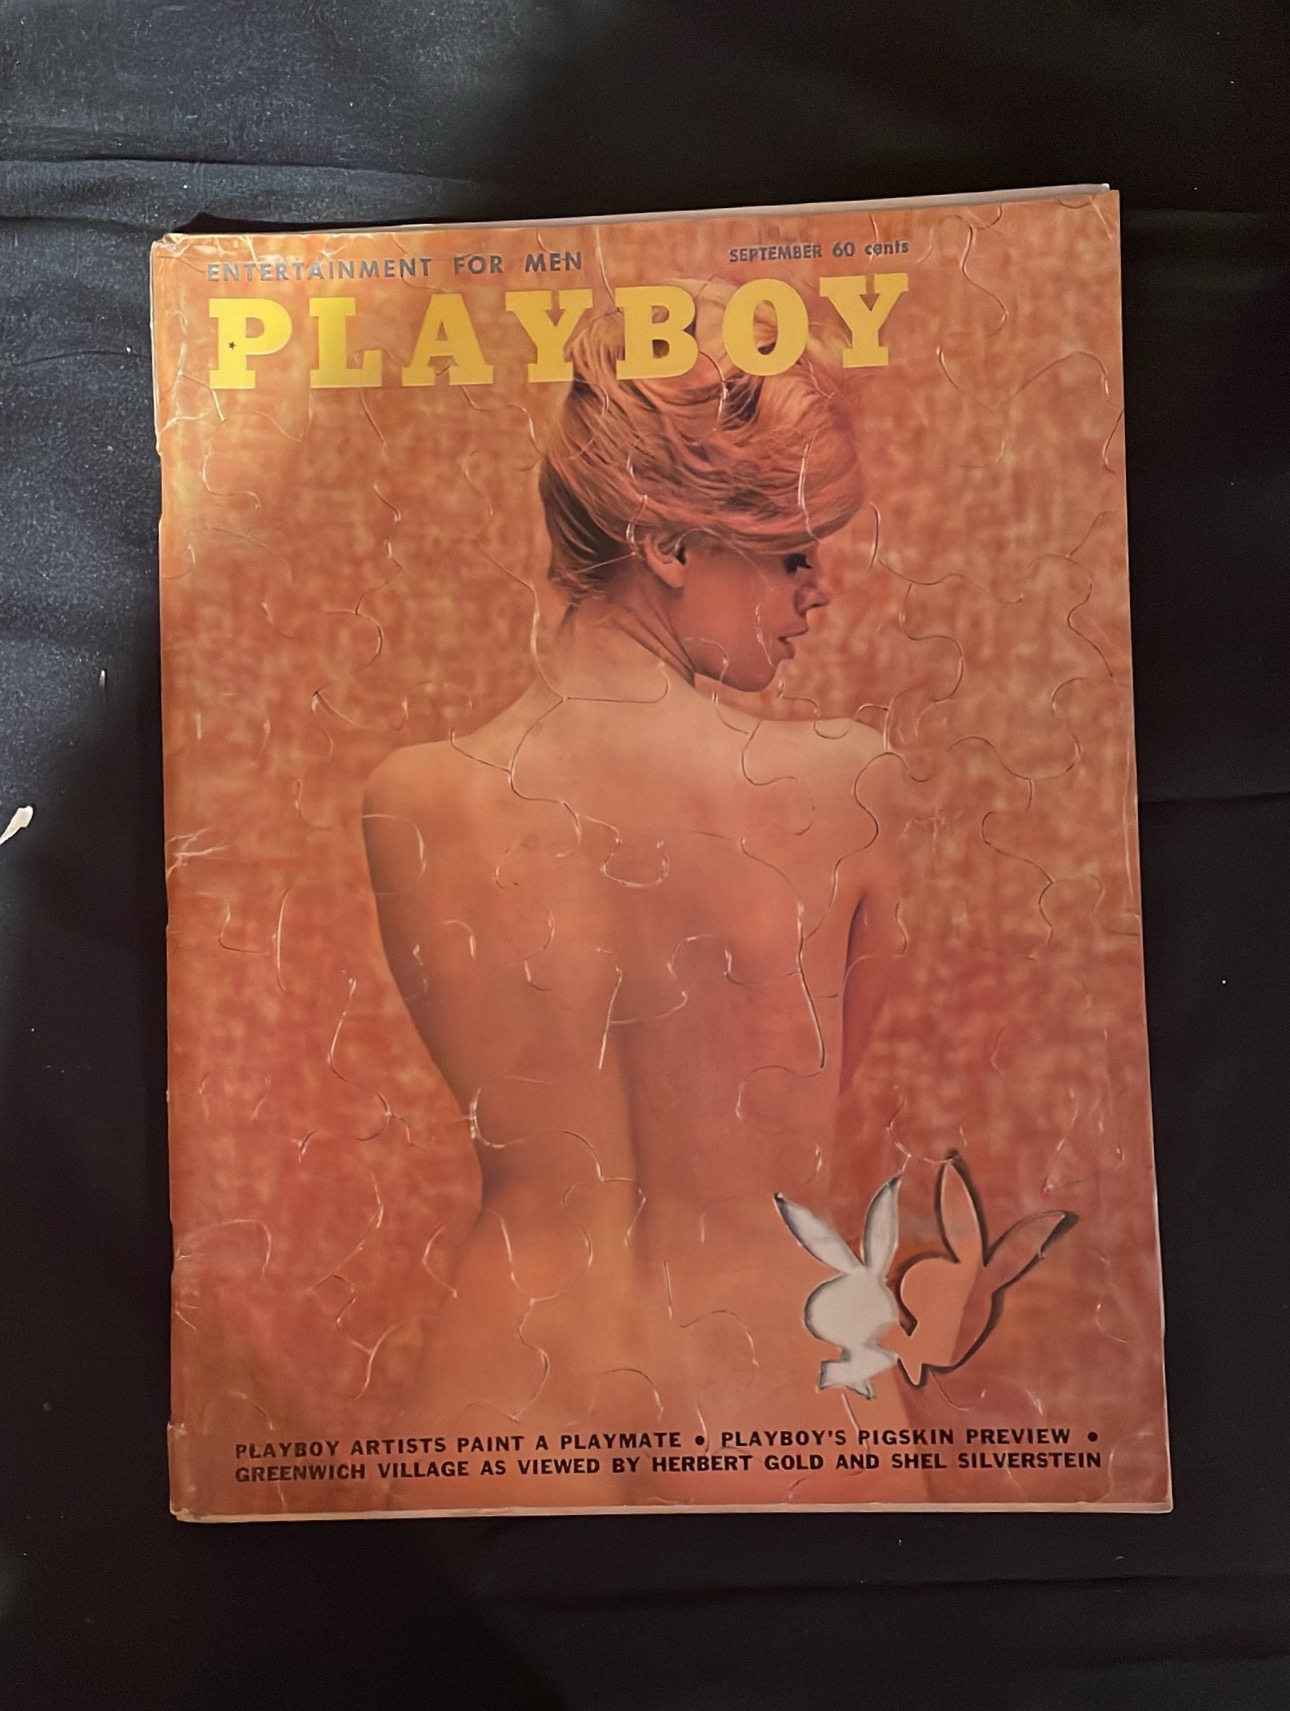 ENTERTAINMENT FOR MEN
SEPTEMBER 60 cents
PLAYBOY
PLAYBOY ARTISTS PAINT A PLAYMATE • PLAYBOY'S PIGSKIN PREVIEW •
GREENWICH VILLAGE AS VIEWED BY HERBERT GOLD AND SHEL SILVERSTEIN